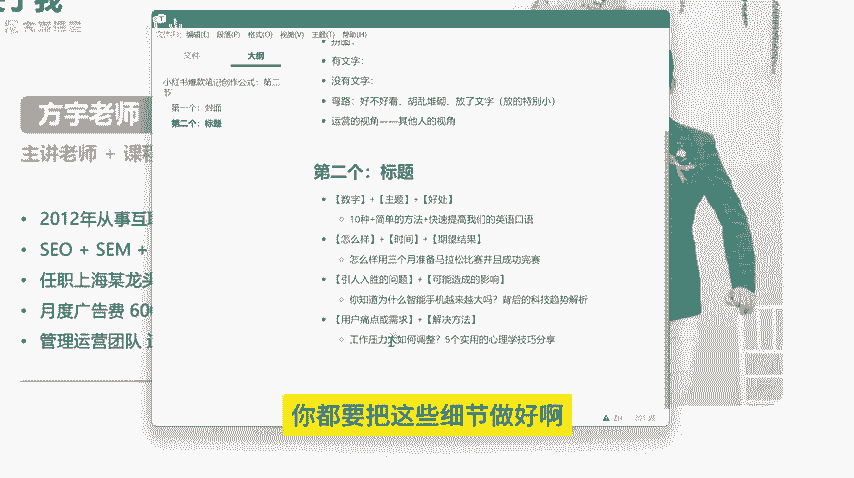 方宇老师
主讲老师 + 课程
• 2012年从事互联
• SEO + SEM +
• 任职上海某龙头
• 月度广告费 600
• 管理运营团队
编辑(E) 段落(P) 格式(O) 视图(V) 主题(T) 帮助(H)
文件 大纲
小红书爆款笔记创作公式：第二节
第一个：封面
第二个：标题
• 拼图：
• 有文字：
• 没有文字：
• 弯路：好不好看、胡乱堆砌、放了文字（放的特别小）
• 运营的视角——其他人的视角
第二个：标题
• 【数字】+【主题】+【好处】
○ 10种+简单的方法+快速提高我们的英语口语
• 【怎么样】+【时间】+【期望结果】
○ 怎么样用三个月准备马拉松比赛并且成功完赛
• 【引人入胜的问题】+【可能造成的影响】
○ 你知道为什么智能手机越来越大吗？背后的科技趋势解析
• 【用户痛点或需求】+【解决方法】
○ 工作压力大如何调整？5个实用的心理学技巧分享
你都要把这些细节做好啊